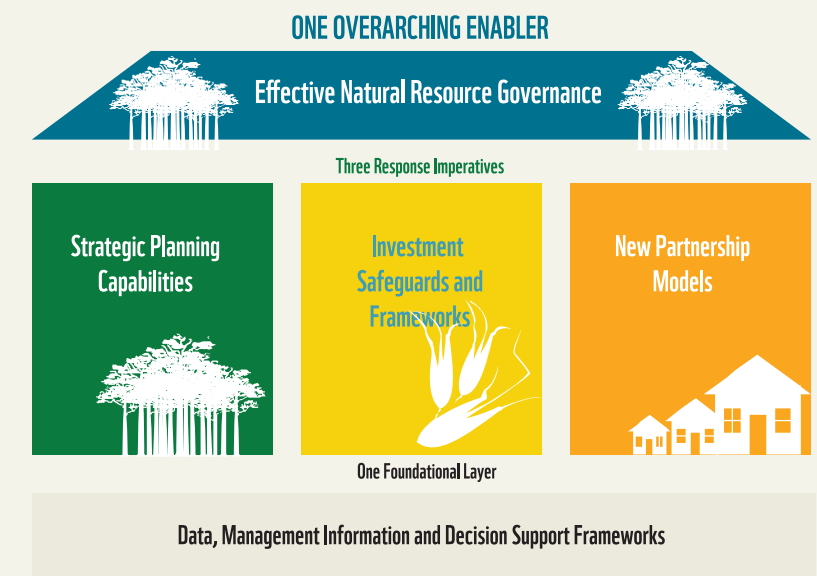 ONE OVERARCHING ENABLER
Effective Natural Resource Governance
Three Response Imperatives
Strategic Planning
Capabilities
Investment
Safeguards and
Frameworks
New Partnership
Models
One Foundational Layer
Data, Management Information and Decision Support Frameworks